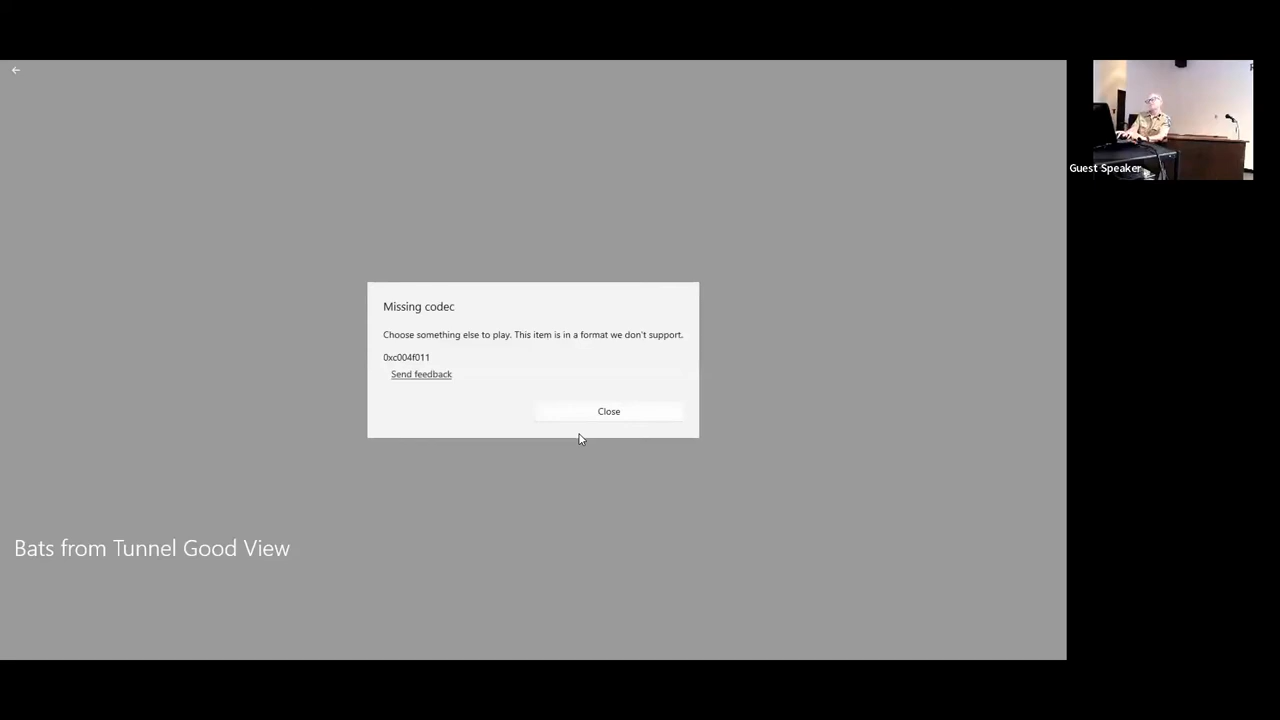 Missing codec
Choose something else to play. This item is in a format we don't support.
0xc004f011
Send feedback
Close
Bats from Tunnel Good View
Guest Speaker